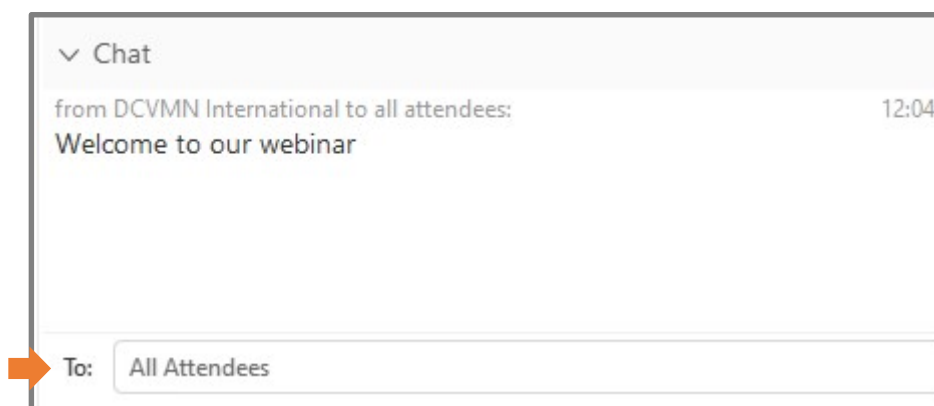 Chat
from DCVMN International to all attendees: 12:04
Welcome to our webinar
To: All Attendees